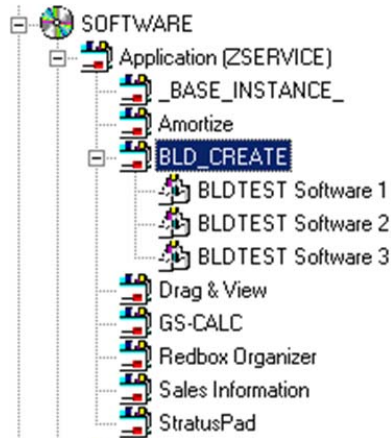 SOFTWARE
Application (ZSERVICE)
_BASE_INSTANCE_
Amortize
BLD_CREATE
BLDTEST Software 1
BLDTEST Software 2
BLDTEST Software 3
Drag & View
GS-CALC
Redbox Organizer
Sales Information
StratusPad